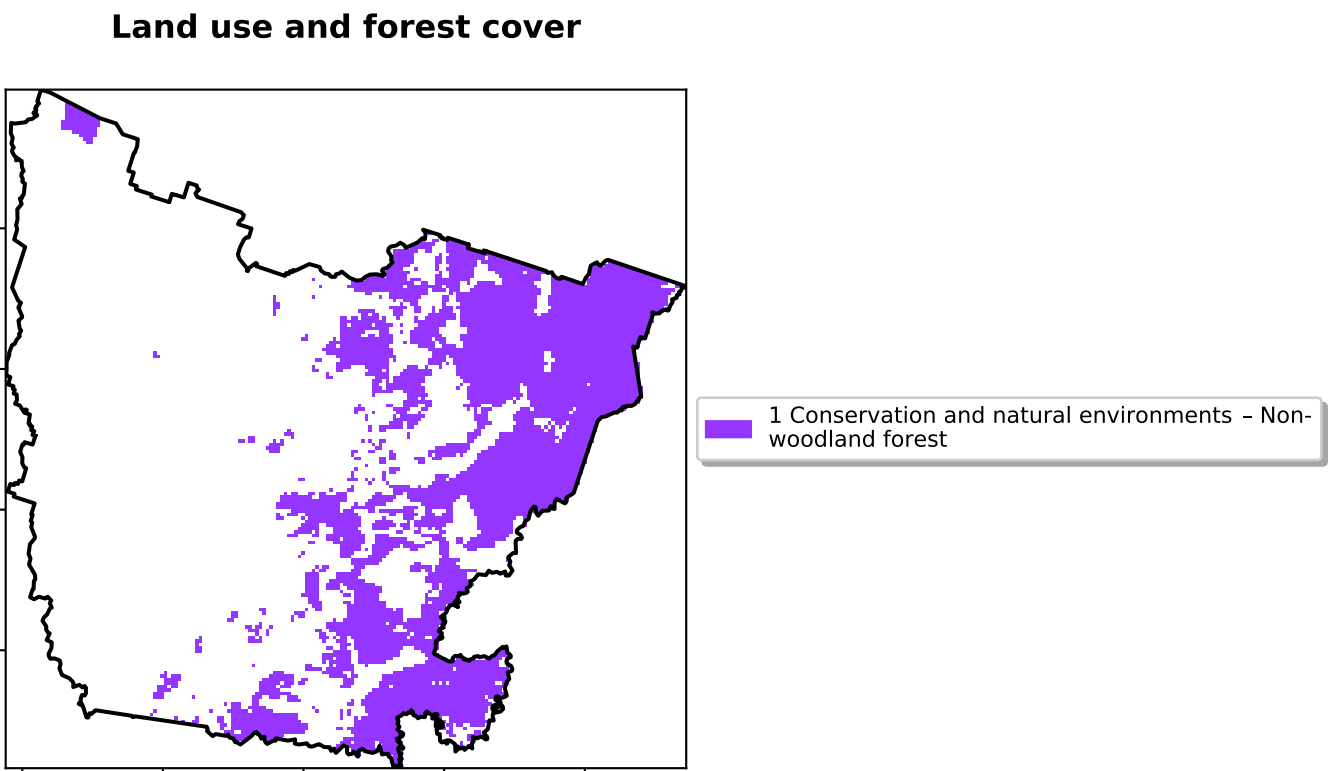 Land use and forest cover
1 Conservation and natural environments – Non-
woodland forest